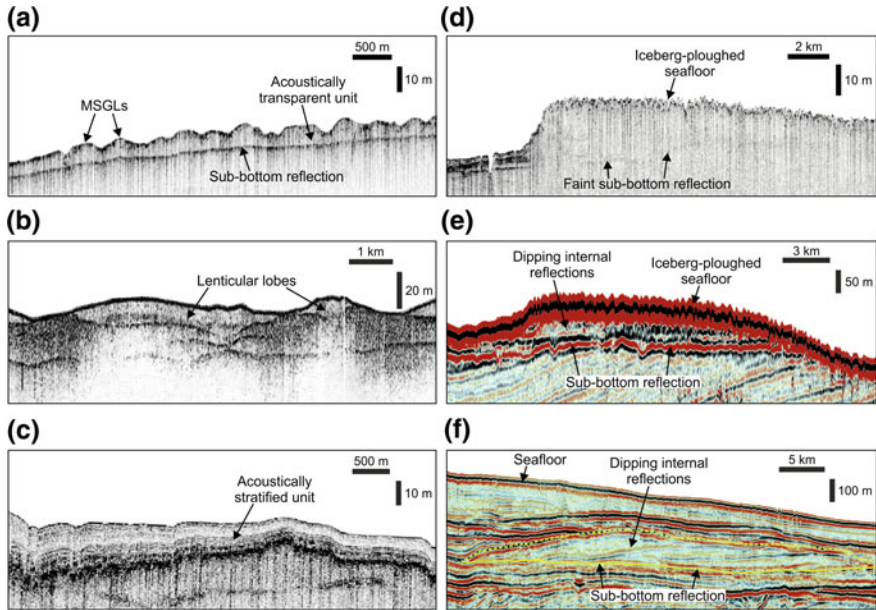 (a)
500 m
10 m
MSGLs
Acoustically
transparent unit
Sub-bottom reflection
(b)
1 km
20 m
Lenticular lobes
(c)
500 m
10 m
Acoustically
stratified unit
(d)
2 km
10 m
Iceberg-ploughed
seafloor
Faint sub-bottom reflection
(e)
3 km
50 m
Dipping internal
reflections
Iceberg-ploughed
seafloor
Sub-bottom reflection
(f)
5 km
100 m
Seafloor
Dipping internal
reflections
Sub-bottom reflection